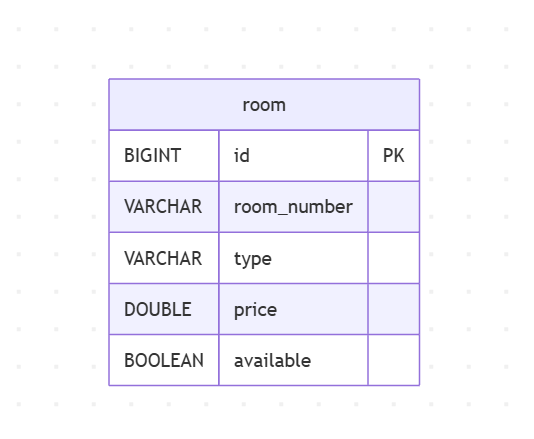 room
BIGINT id PK
VARCHAR room_number
VARCHAR type
DOUBLE price
BOOLEAN available